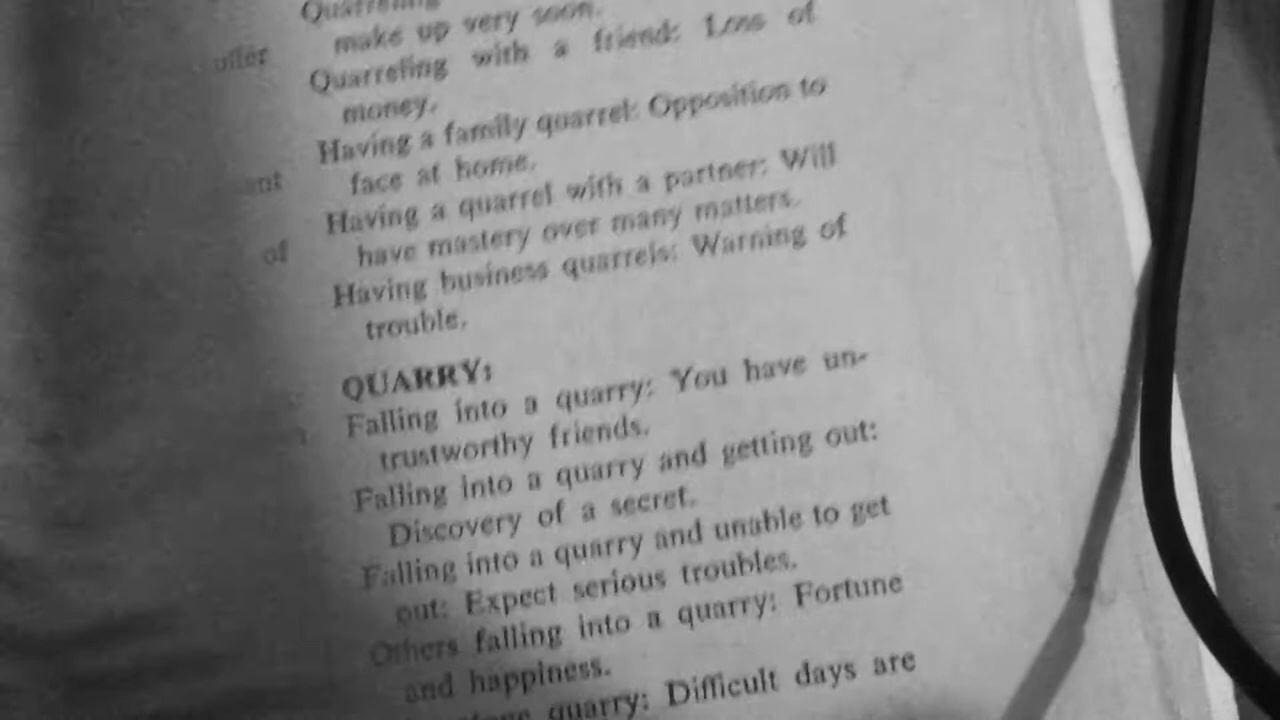 Quarreling
make up very soon.
Quarreling with a friend: Loss of
money.
Having a family quarrel: Opposition to
face at home.
Having a quarrel with a partner: Will
have mastery over many matters.
Having business quarrels: Warning of
trouble.
QUARRY:
Falling into a quarry: You have un-
trustworthy friends.
Falling into a quarry and getting out:
Discovery of a secret.
Falling into a quarry and unable to get
out: Expect serious troubles.
Others falling into a quarry: Fortune
and happiness.
quarry: Difficult days are
of